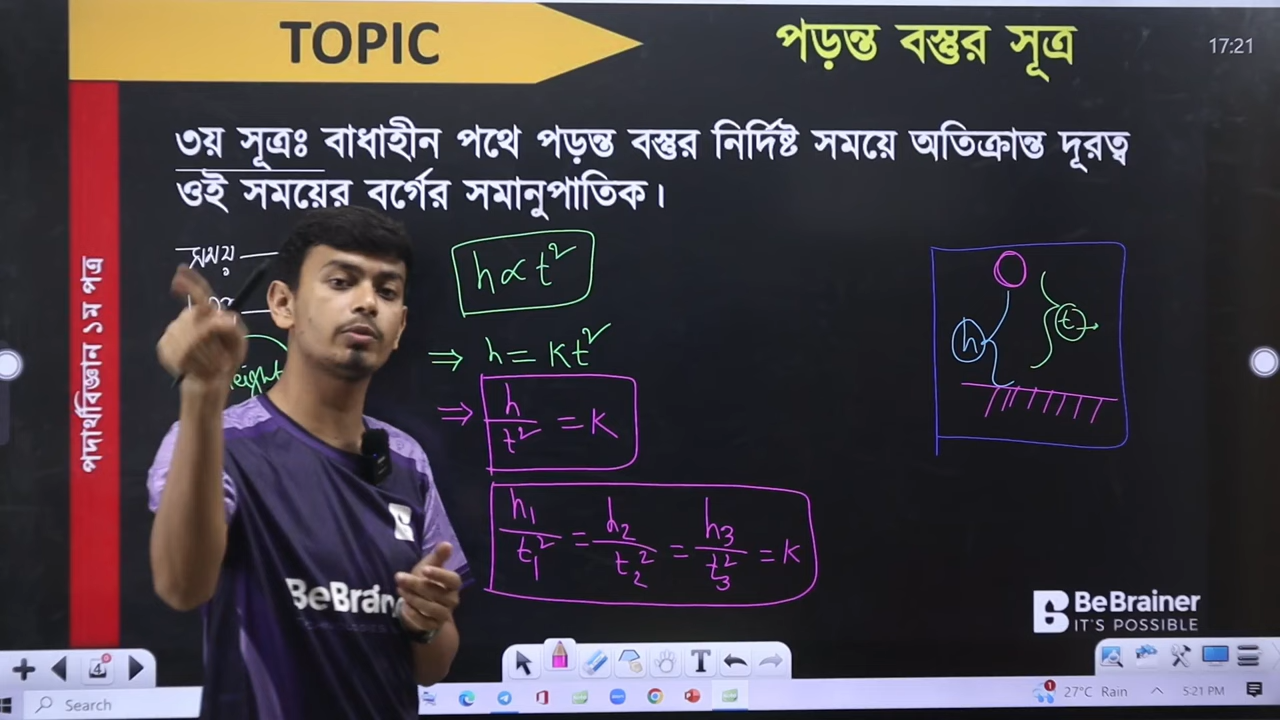 TOPIC
পড়ন্ত বস্তুর সূত্র
17:21
৩য় সূত্রঃ বাধাহীন পথে পড়ন্ত বস্তুর নির্দিষ্ট সময়ে অতিক্রান্ত দূরত্ব
ওই সময়ের বর্গের সমানুপাতিক।
সময়
h ∝ t²
⇒ h = Kt²
⇒ h/t² = K
h₁/t₁² = h₂/t₂² = h₃/t₃² = K
h
t
পদার্থবিজ্ঞান ১ম পত্র
BeBrainer
BeBrainer
IT'S POSSIBLE
4
T
Search
27°C Rain
5:21 PM